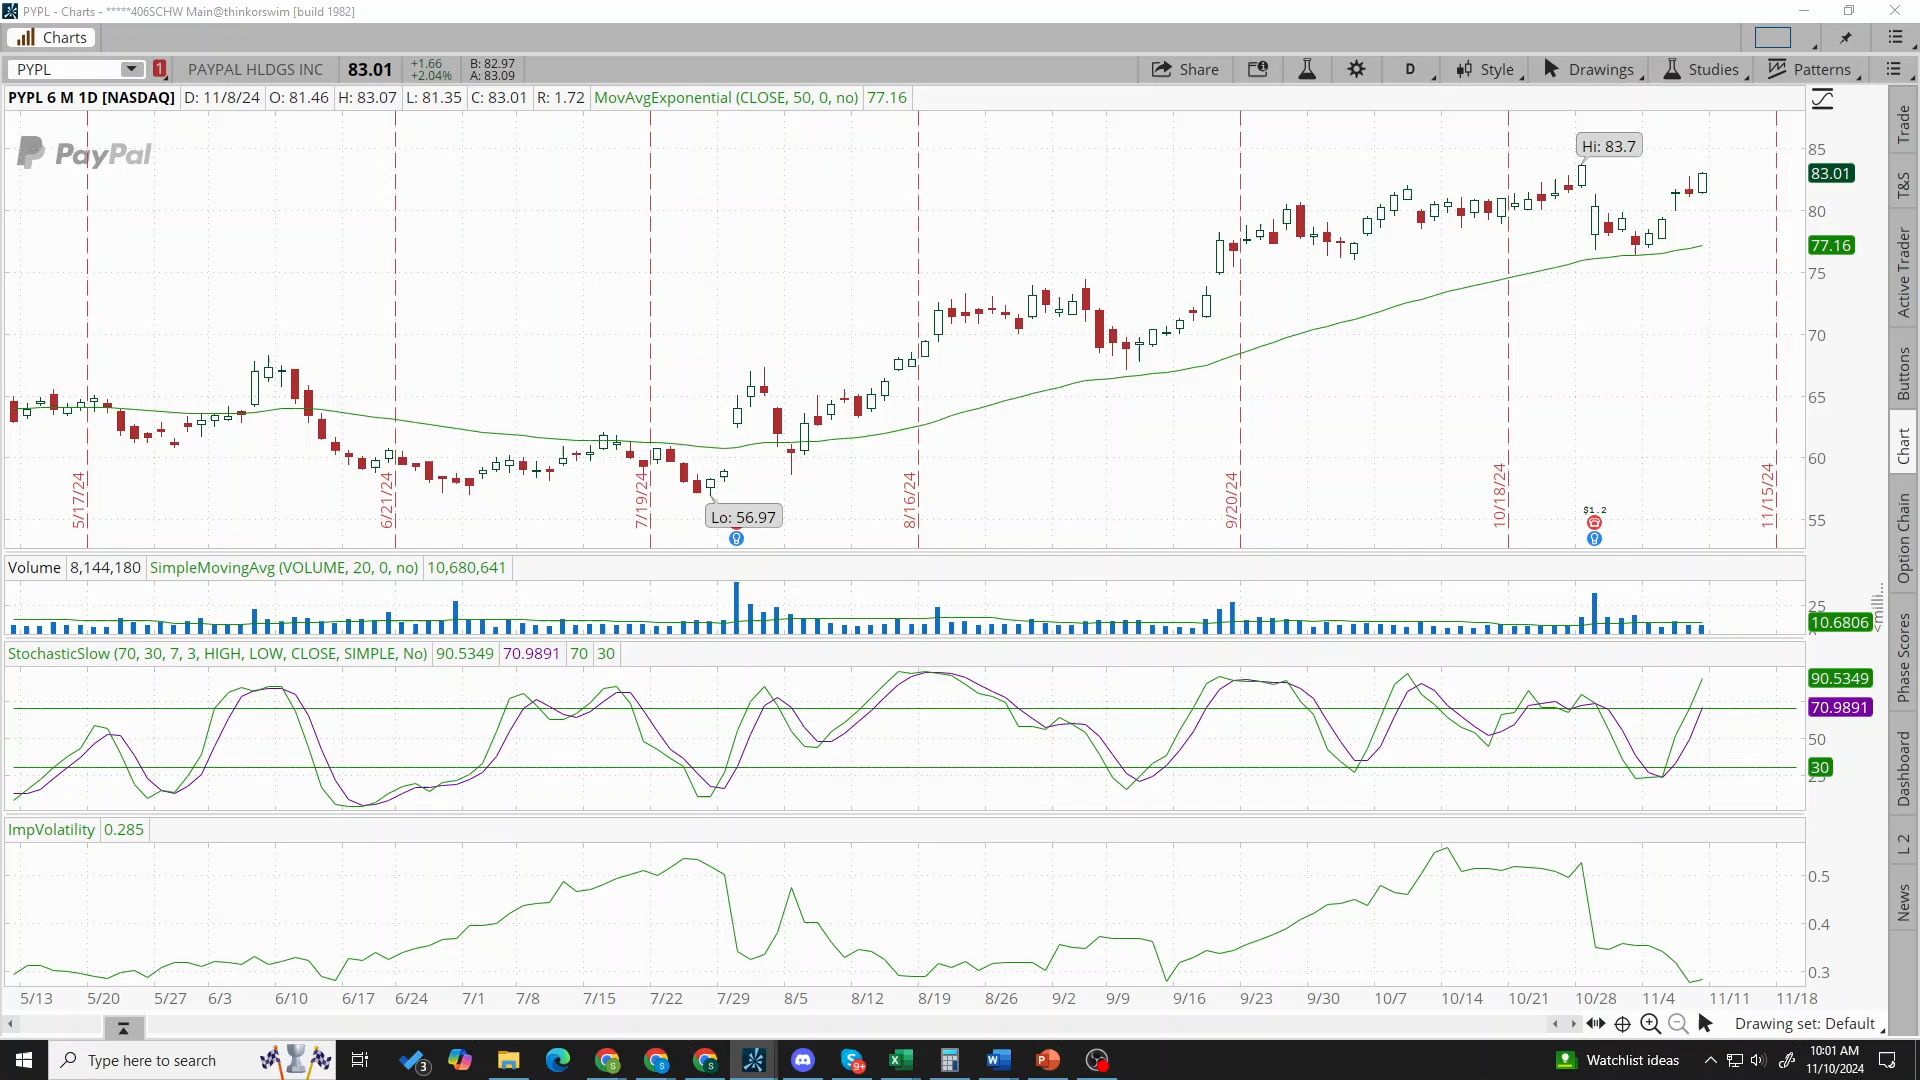 PYPL - Charts - *****406SCHW Main@thinkorswim [build 1982]
Charts
PYPL 1 PAYPAL HLDGS INC 83.01 +1.66 +2.04% B: 82.97 A: 83.09 Share D Style Drawings Studies Patterns
PYPL 6 M 1D [NASDAQ] D: 11/8/24 O: 81.46 H: 83.07 L: 81.35 C: 83.01 R: 1.72 MovAvgExponential (CLOSE, 50, 0, no) 77.16
PayPal
Hi: 83.7
85
83.01
80
77.16
75
70
65
60
55
5/17/24
6/21/24
7/19/24
8/16/24
9/20/24
10/18/24
11/15/24
Lo: 56.97
$1.2
Volume 8,144,180 SimpleMovingAvg (VOLUME, 20, 0, no) 10,680,641
25
10.6806
StochasticSlow (70, 30, 7, 3, HIGH, LOW, CLOSE, SIMPLE, No) 90.5349 70.9891 70 30
90.5349
70.9891
50
30
25
ImpVolatility 0.285
0.5
0.4
0.3
5/13 5/20 5/27 6/3 6/10 6/17 6/24 7/1 7/8 7/15 7/22 7/29 8/5 8/12 8/19 8/26 9/2 9/9 9/16 9/23 9/30 10/7 10/14 10/21 10/28 11/4 11/11 11/18
Drawing set: Default
Trade
T&S
Active Trader
Buttons
Chart
Option Chain
Phase Scores
Dashboard
L 2
News
Type here to search
3
9+
Watchlist ideas
10:01 AM
11/10/2024